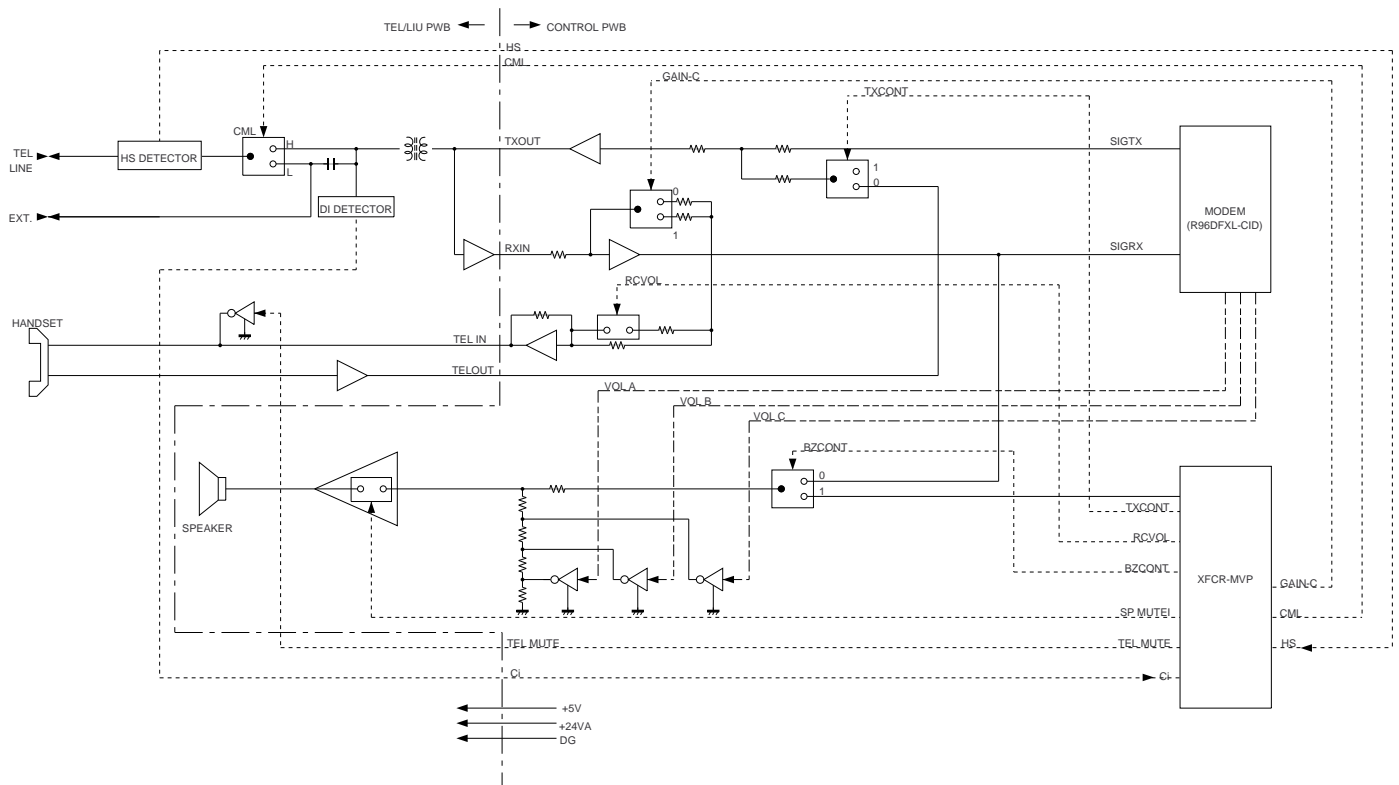 TEL/LIU PWB
CONTROL PWB
HS
CML
GAIN-C
TXCONT
CML
H
L
TEL
LINE
HS DETECTOR
TXOUT
SIGTX
1
0
EXT.
DI DETECTOR
0
1
MODEM
(R96DFXL-CID)
RXIN
SIGRX
RCVOL
HANDSET
TEL IN
TELOUT
VOL A
VOL B
VOL C
BZCONT
0
1
SPEAKER
TXCONT
RCVOL
BZCONT
XFCR-MVP
GAIN-C
SP MUTEI
CML
TEL MUTE
TEL MUTE
HS
Ci
Ci
+5V
+24VA
DG